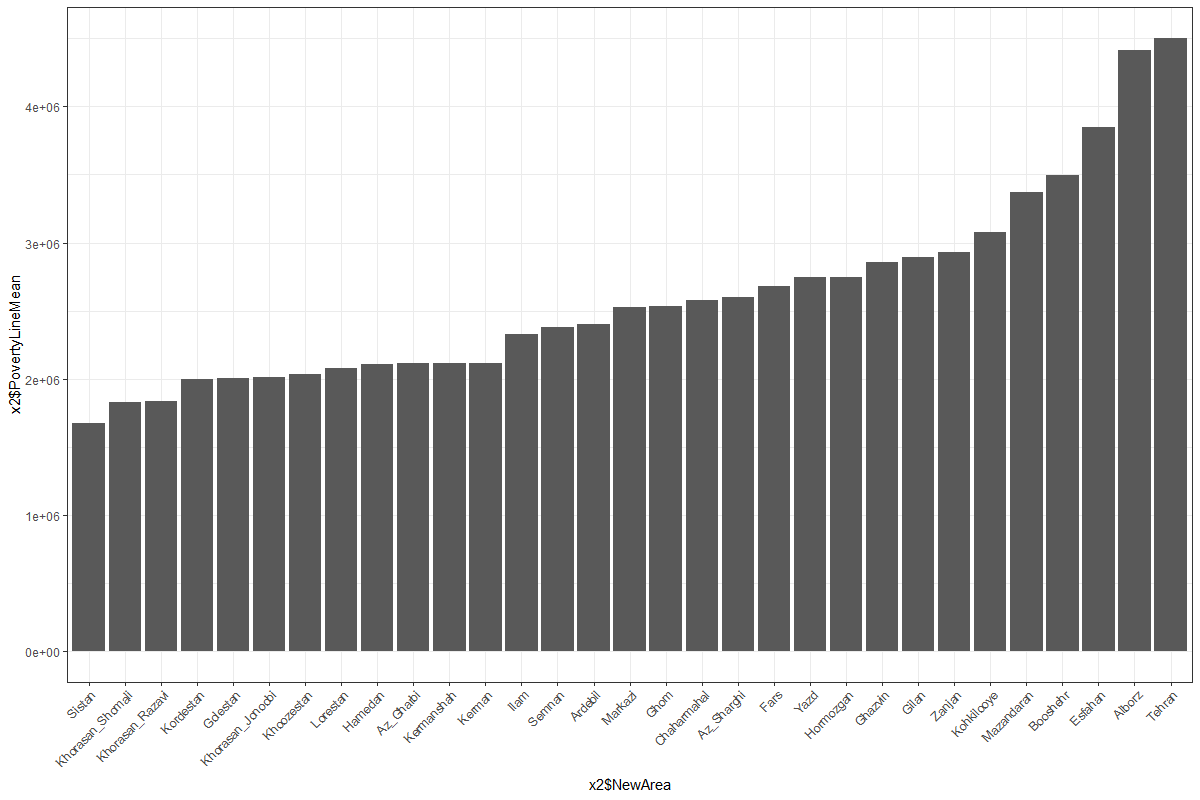 x2$PovertyLineMean
4e+06
3e+06
2e+06
1e+06
0e+00
Sistan
Khorasan_Shomali
Khorasan_Razavi
Kordestan
Golestan
Khorasan_Jonoobi
Khoozestan
Lorestan
Hamedan
Az_Gharbi
Kermanshah
Kerman
Ilam
Semnan
Ardebil
Markazi
Ghom
Chaharmahal
Az_Sharghi
Fars
Yazd
Hormozgan
Ghazvin
Gilan
Zanjan
Kohkilooye
Mazandaran
Booshehr
Esfahan
Alborz
Tehran
x2$NewArea